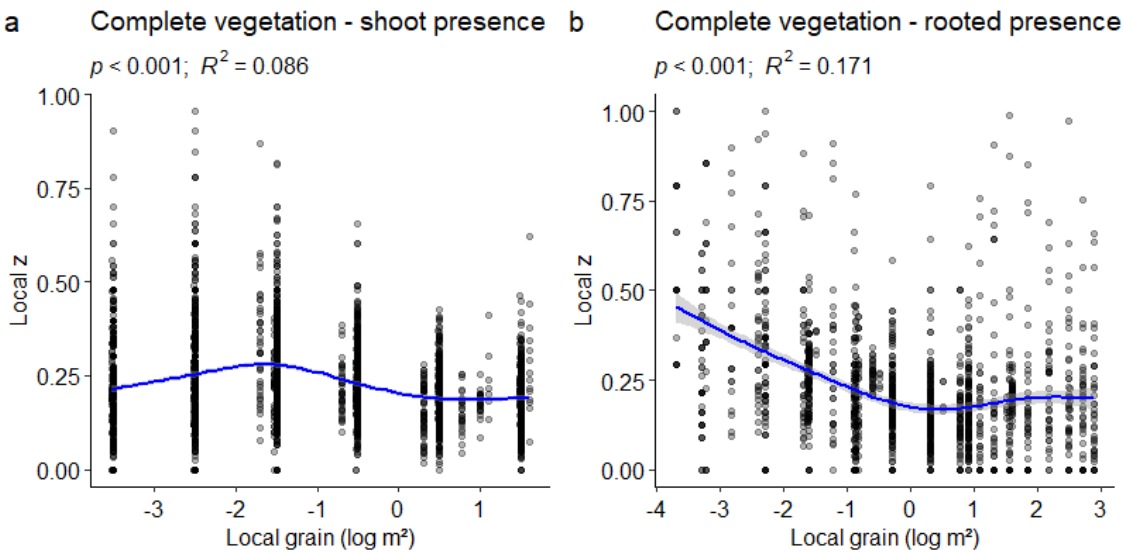 a Complete vegetation - shoot presence
p < 0.001; R² = 0.086
1.00
0.75
0.50
0.25
0.00
Local z
-3 -2 -1 0 1
Local grain (log m²)
b Complete vegetation - rooted presence
p < 0.001; R² = 0.171
1.00
0.75
0.50
0.25
0.00
Local z
-4 -3 -2 -1 0 1 2 3
Local grain (log m²)